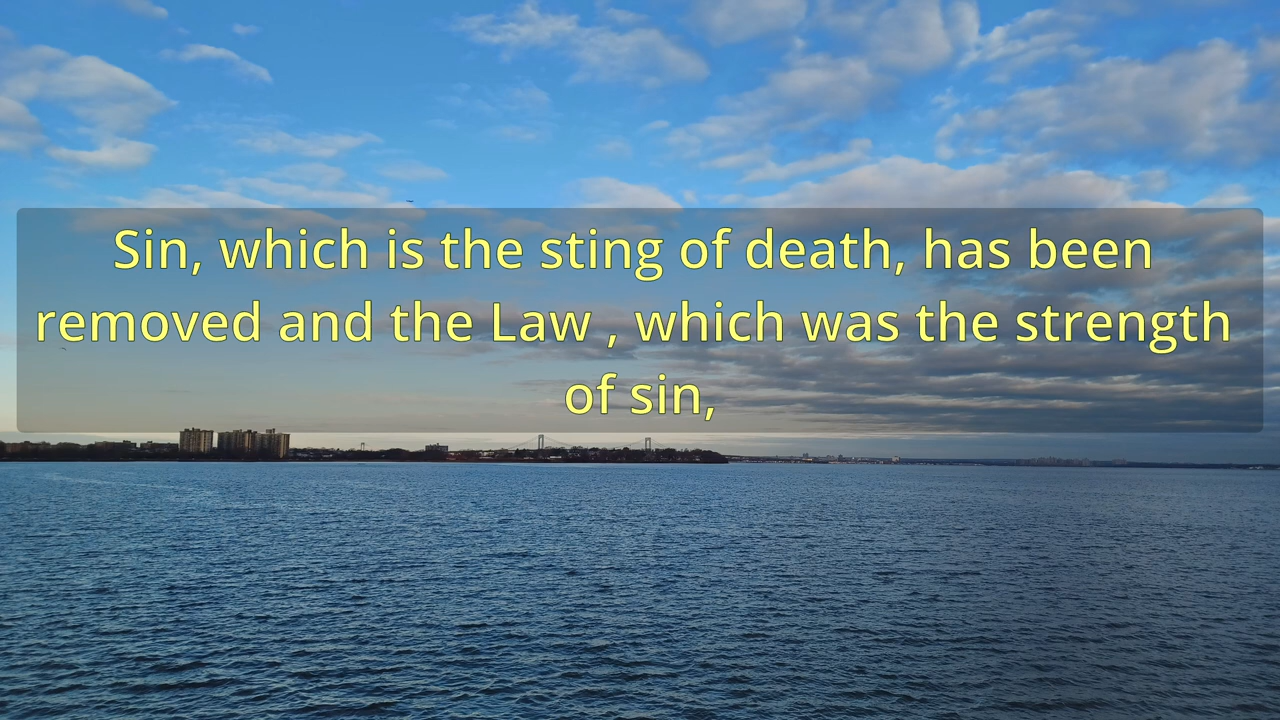 Sin, which is the sting of death, has been
removed and the Law , which was the strength
of sin,